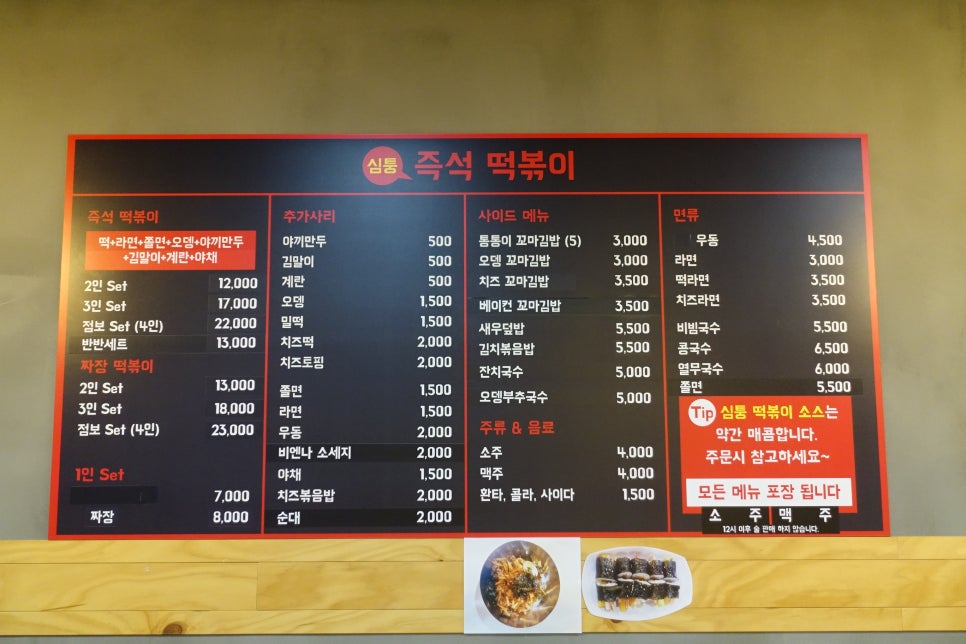 심통 즉석 떡볶이
즉석 떡볶이
떡+라면+쫄면+오뎅+야끼만두
+김말이+계란+야채
2인 Set 12,000
3인 Set 17,000
점보 Set (4인) 22,000
반반세트 13,000
짜장 떡볶이
2인 Set 13,000
3인 Set 18,000
점보 Set (4인) 23,000
1인 Set
7,000
짜장 8,000
추가사리
야끼만두 500
김말이 500
계란 500
오뎅 1,500
밀떡 1,500
치즈떡 2,000
치즈토핑 2,000
쫄면 1,500
라면 1,500
우동 2,000
비엔나 소세지 2,000
야채 1,500
치즈볶음밥 2,000
순대 2,000
사이드 메뉴
통통이 꼬마김밥 (5) 3,000
오뎅 꼬마김밥 3,000
치즈 꼬마김밥 3,500
베이컨 꼬마김밥 3,500
새우덮밥 5,500
김치볶음밥 5,500
잔치국수 5,000
오뎅부추국수 5,000
주류 & 음료
소주 4,000
맥주 4,000
환타, 콜라, 사이다 1,500
면류
우동 4,500
라면 3,000
떡라면 3,500
치즈라면 3,500
비빔국수 5,500
콩국수 6,500
열무국수 6,000
쫄면 5,500
Tip 심통 떡볶이 소스는
약간 매콤합니다.
주문시 참고하세요~
모든 메뉴 포장 됩니다
소 주 맥 주
12시 이후 술 판매 하지 않습니다.